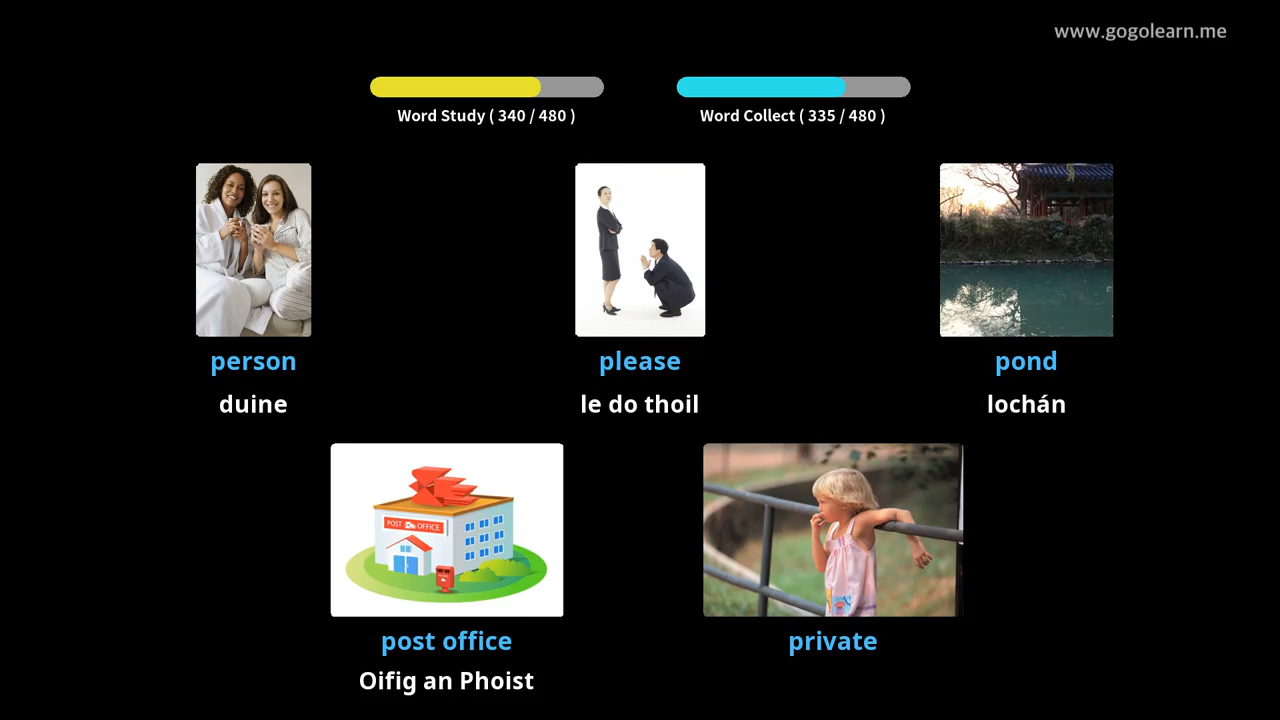 www.gogolearn.me
Word Study ( 340 / 480 )
Word Collect ( 335 / 480 )
person
please
pond
duine
le do thoil
lochán
POST OFFICE
post office
private
Oifig an Phoist